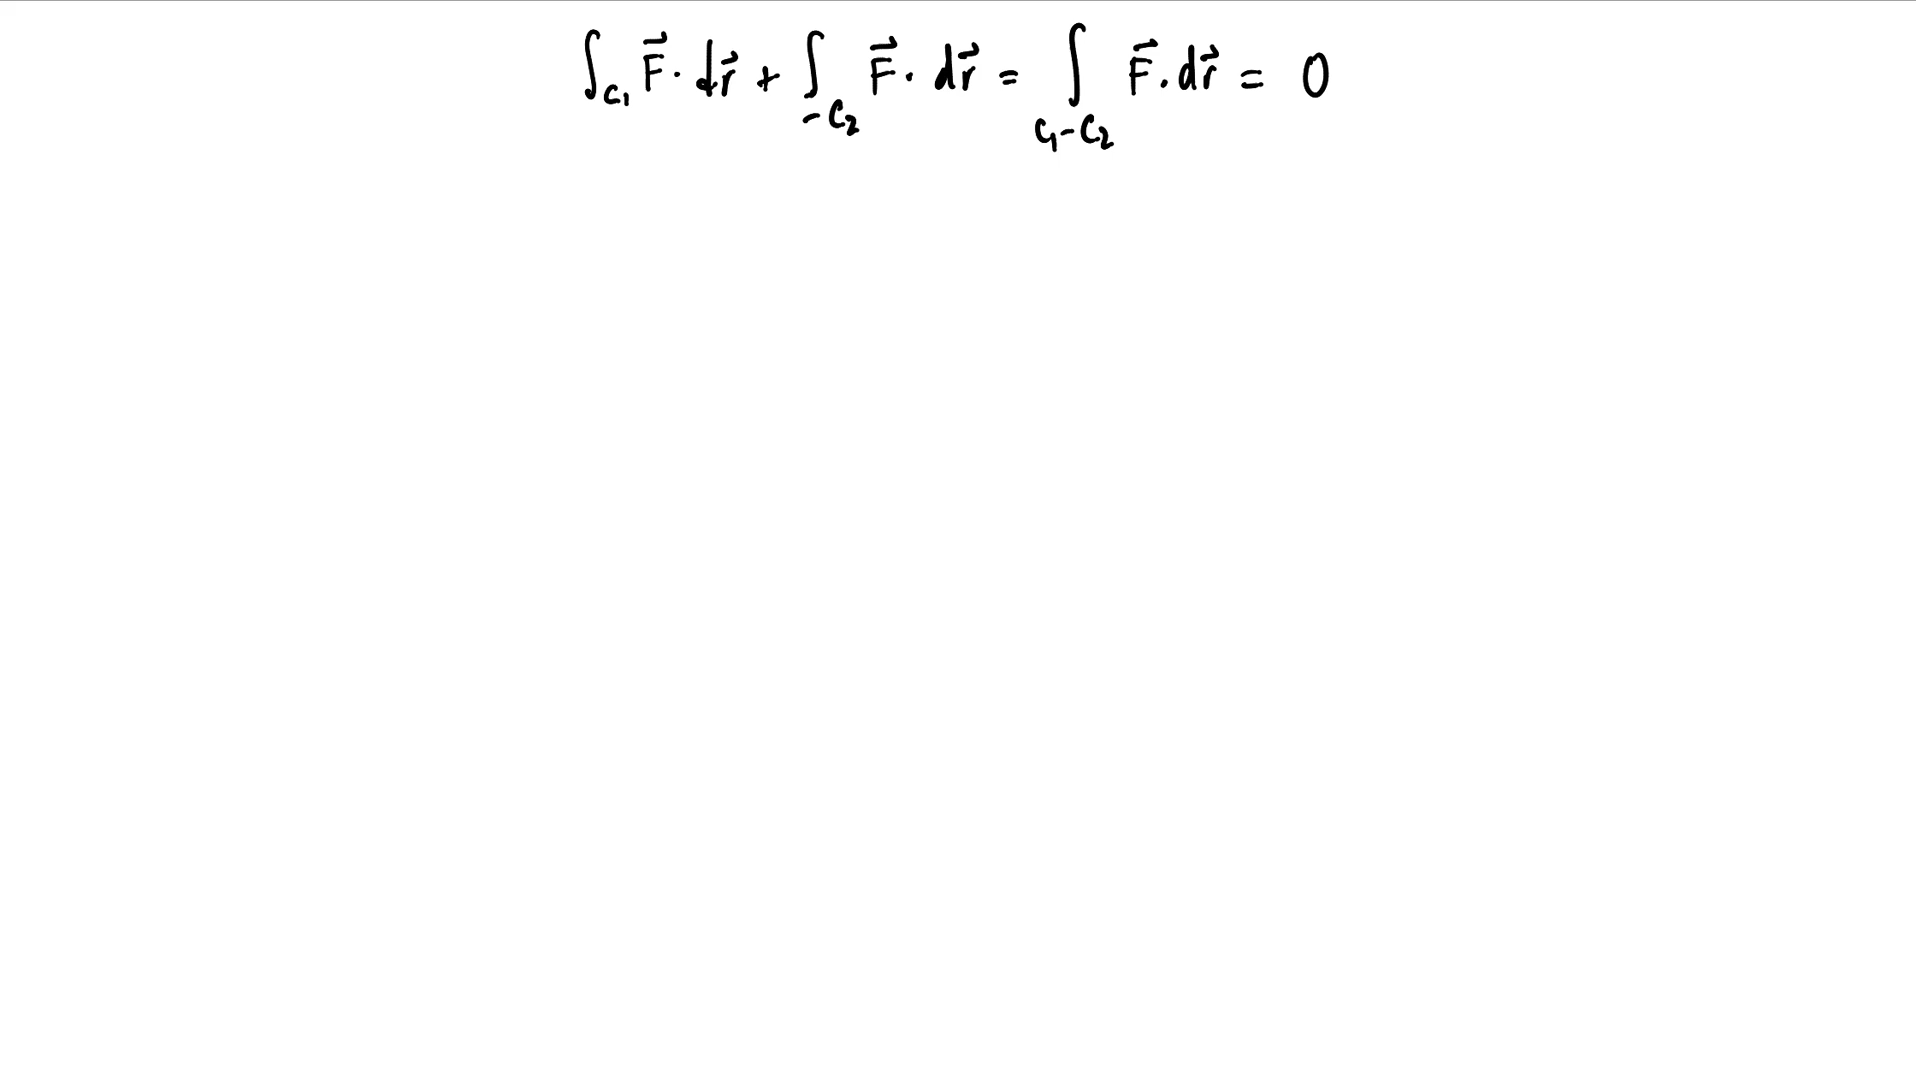 ∫_{C₁} F⃗ · dr⃗ + ∫_{-C₂} F⃗ · dr⃗ = ∫_{C₁-C₂} F⃗ · dr⃗ = 0